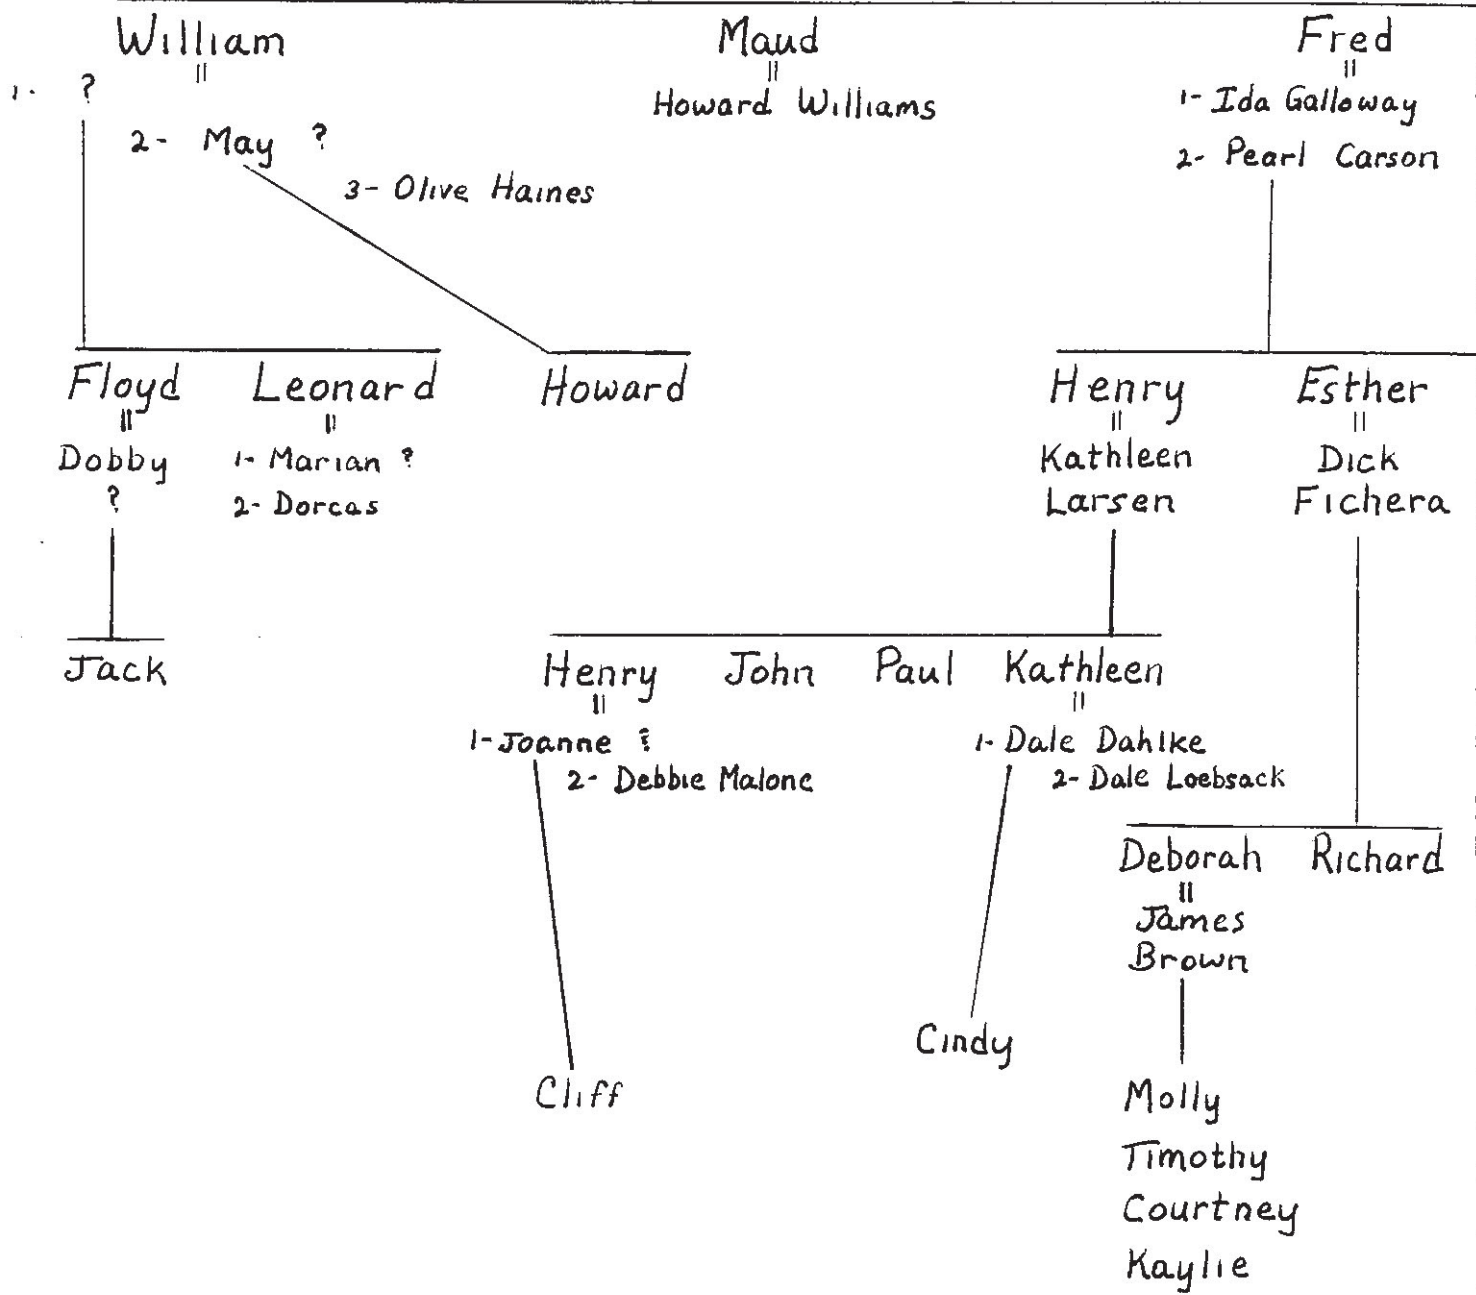 William Maud Fred
1- ? Howard Williams 1- Ida Galloway
2- May ? 2- Pearl Carson
3- Olive Haines
Floyd Leonard Howard Henry Esther
Dobby 1- Marian ? Kathleen Dick
? 2- Dorcas Larsen Fichera
Jack Henry John Paul Kathleen
1- Joanne ? 1- Dale Dahlke
2- Debbie Malone 2- Dale Loebsack
Deborah Richard
James
Brown
Cindy
Cliff Molly
Timothy
Courtney
Kaylie